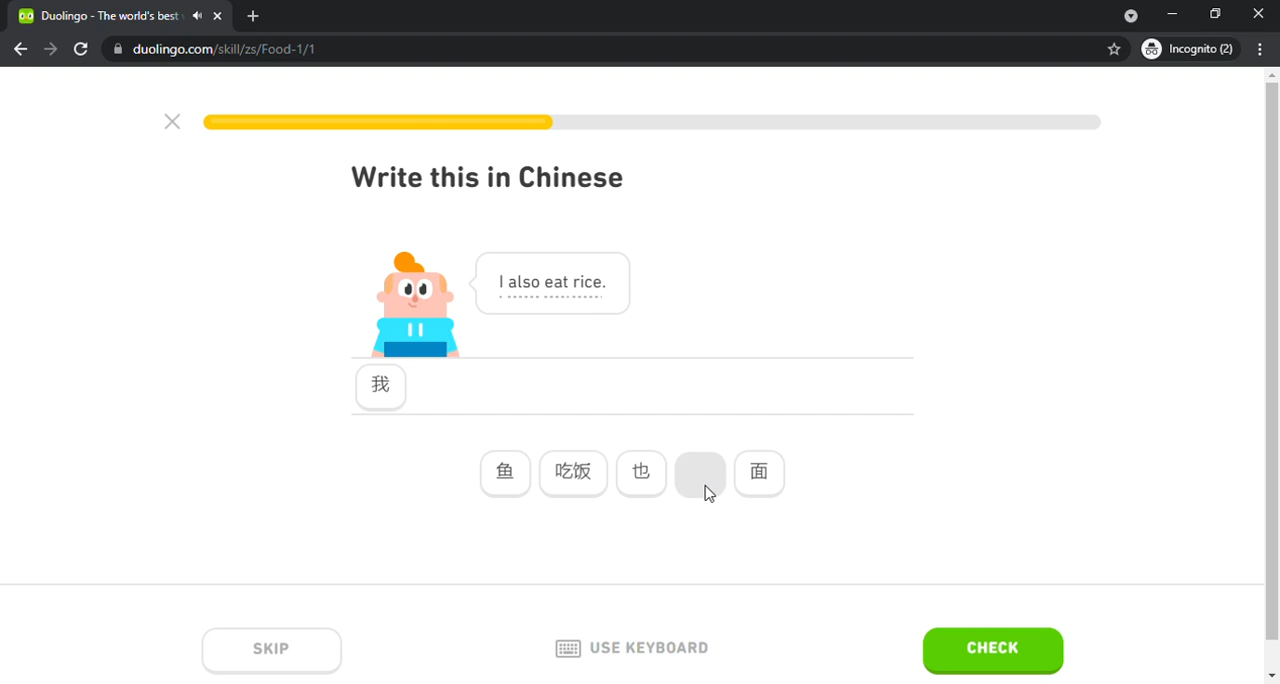 Duolingo - The world's best
duolingo.com/skill/zs/Food-1/1
Incognito (2)
Write this in Chinese
I also eat rice.
我
鱼 吃饭 也 面
SKIP
USE KEYBOARD
CHECK